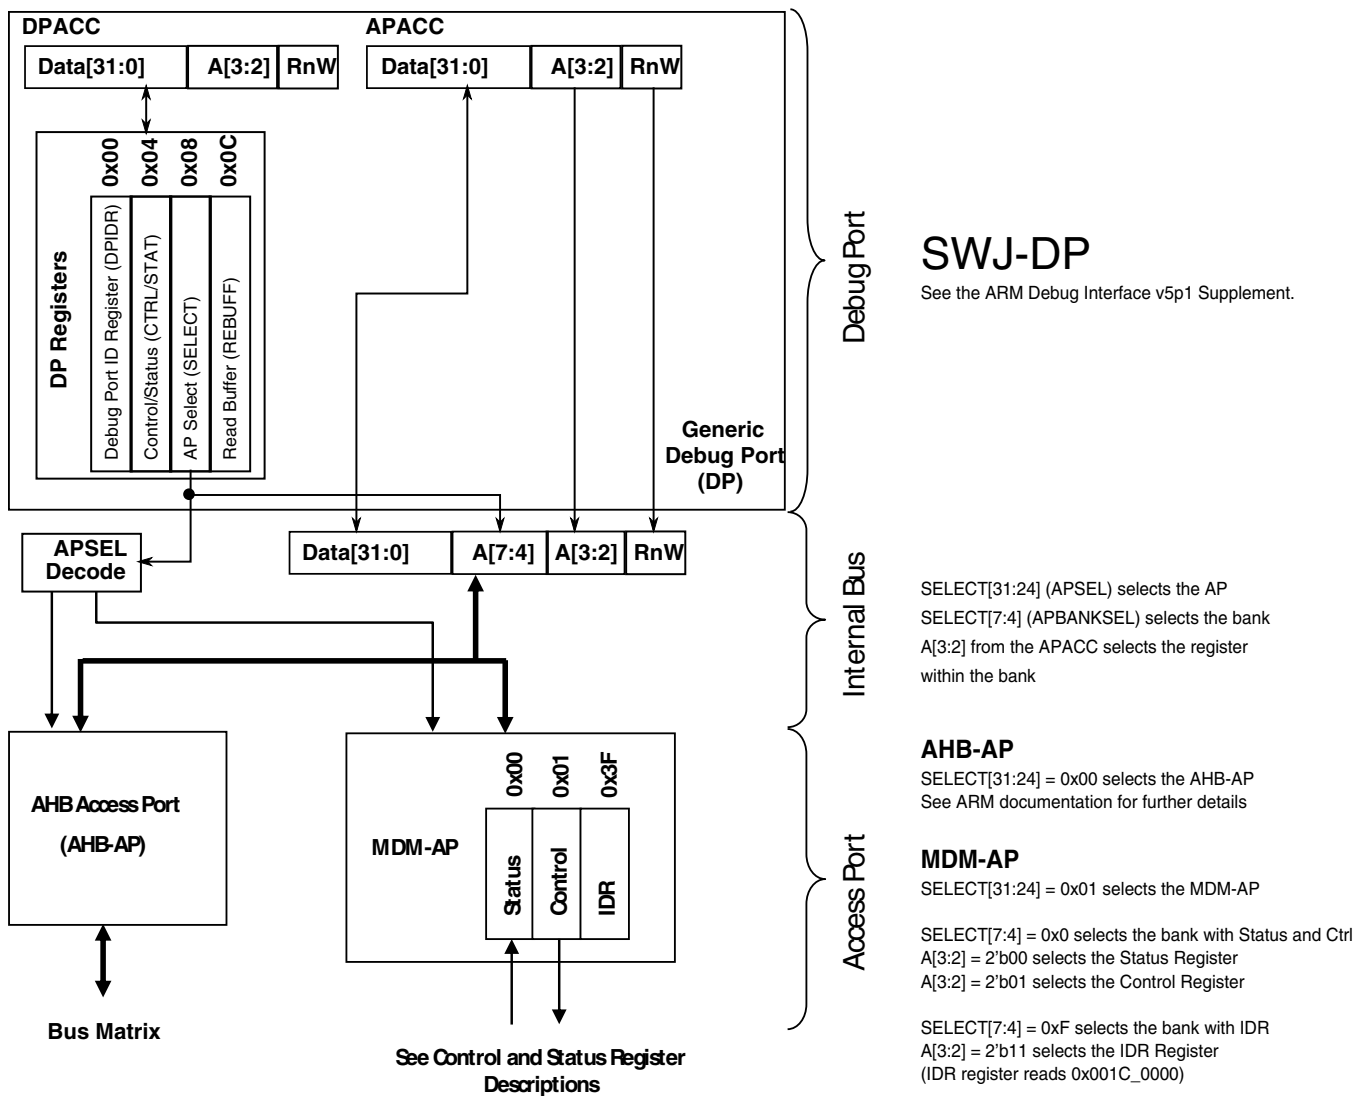 DPACC
APACC
Data[31:0] A[3:2] RnW
Data[31:0] A[3:2] RnW
DP Registers
0x00
0x04
0x08
0x0C
Debug Port ID Register (DPIDR)
Control/Status (CTRL/STAT)
AP Select (SELECT)
Read Buffer (REBUFF)
Generic
Debug Port
(DP)
Debug Port
SWJ-DP
See the ARM Debug Interface v5p1 Supplement.
APSEL
Decode
Data[31:0] A[7:4] A[3:2] RnW
Internal Bus
SELECT[31:24] (APSEL) selects the AP
SELECT[7:4] (APBANKSEL) selects the bank
A[3:2] from the APACC selects the register
within the bank
AHB Access Port
(AHB-AP)
Bus Matrix
MDM-AP
0x00
0x01
0x3F
Status
Control
IDR
See Control and Status Register
Descriptions
Access Port
AHB-AP
SELECT[31:24] = 0x00 selects the AHB-AP
See ARM documentation for further details
MDM-AP
SELECT[31:24] = 0x01 selects the MDM-AP
SELECT[7:4] = 0x0 selects the bank with Status and Ctrl
A[3:2] = 2'b00 selects the Status Register
A[3:2] = 2'b01 selects the Control Register
SELECT[7:4] = 0xF selects the bank with IDR
A[3:2] = 2'b11 selects the IDR Register
(IDR register reads 0x001C_0000)